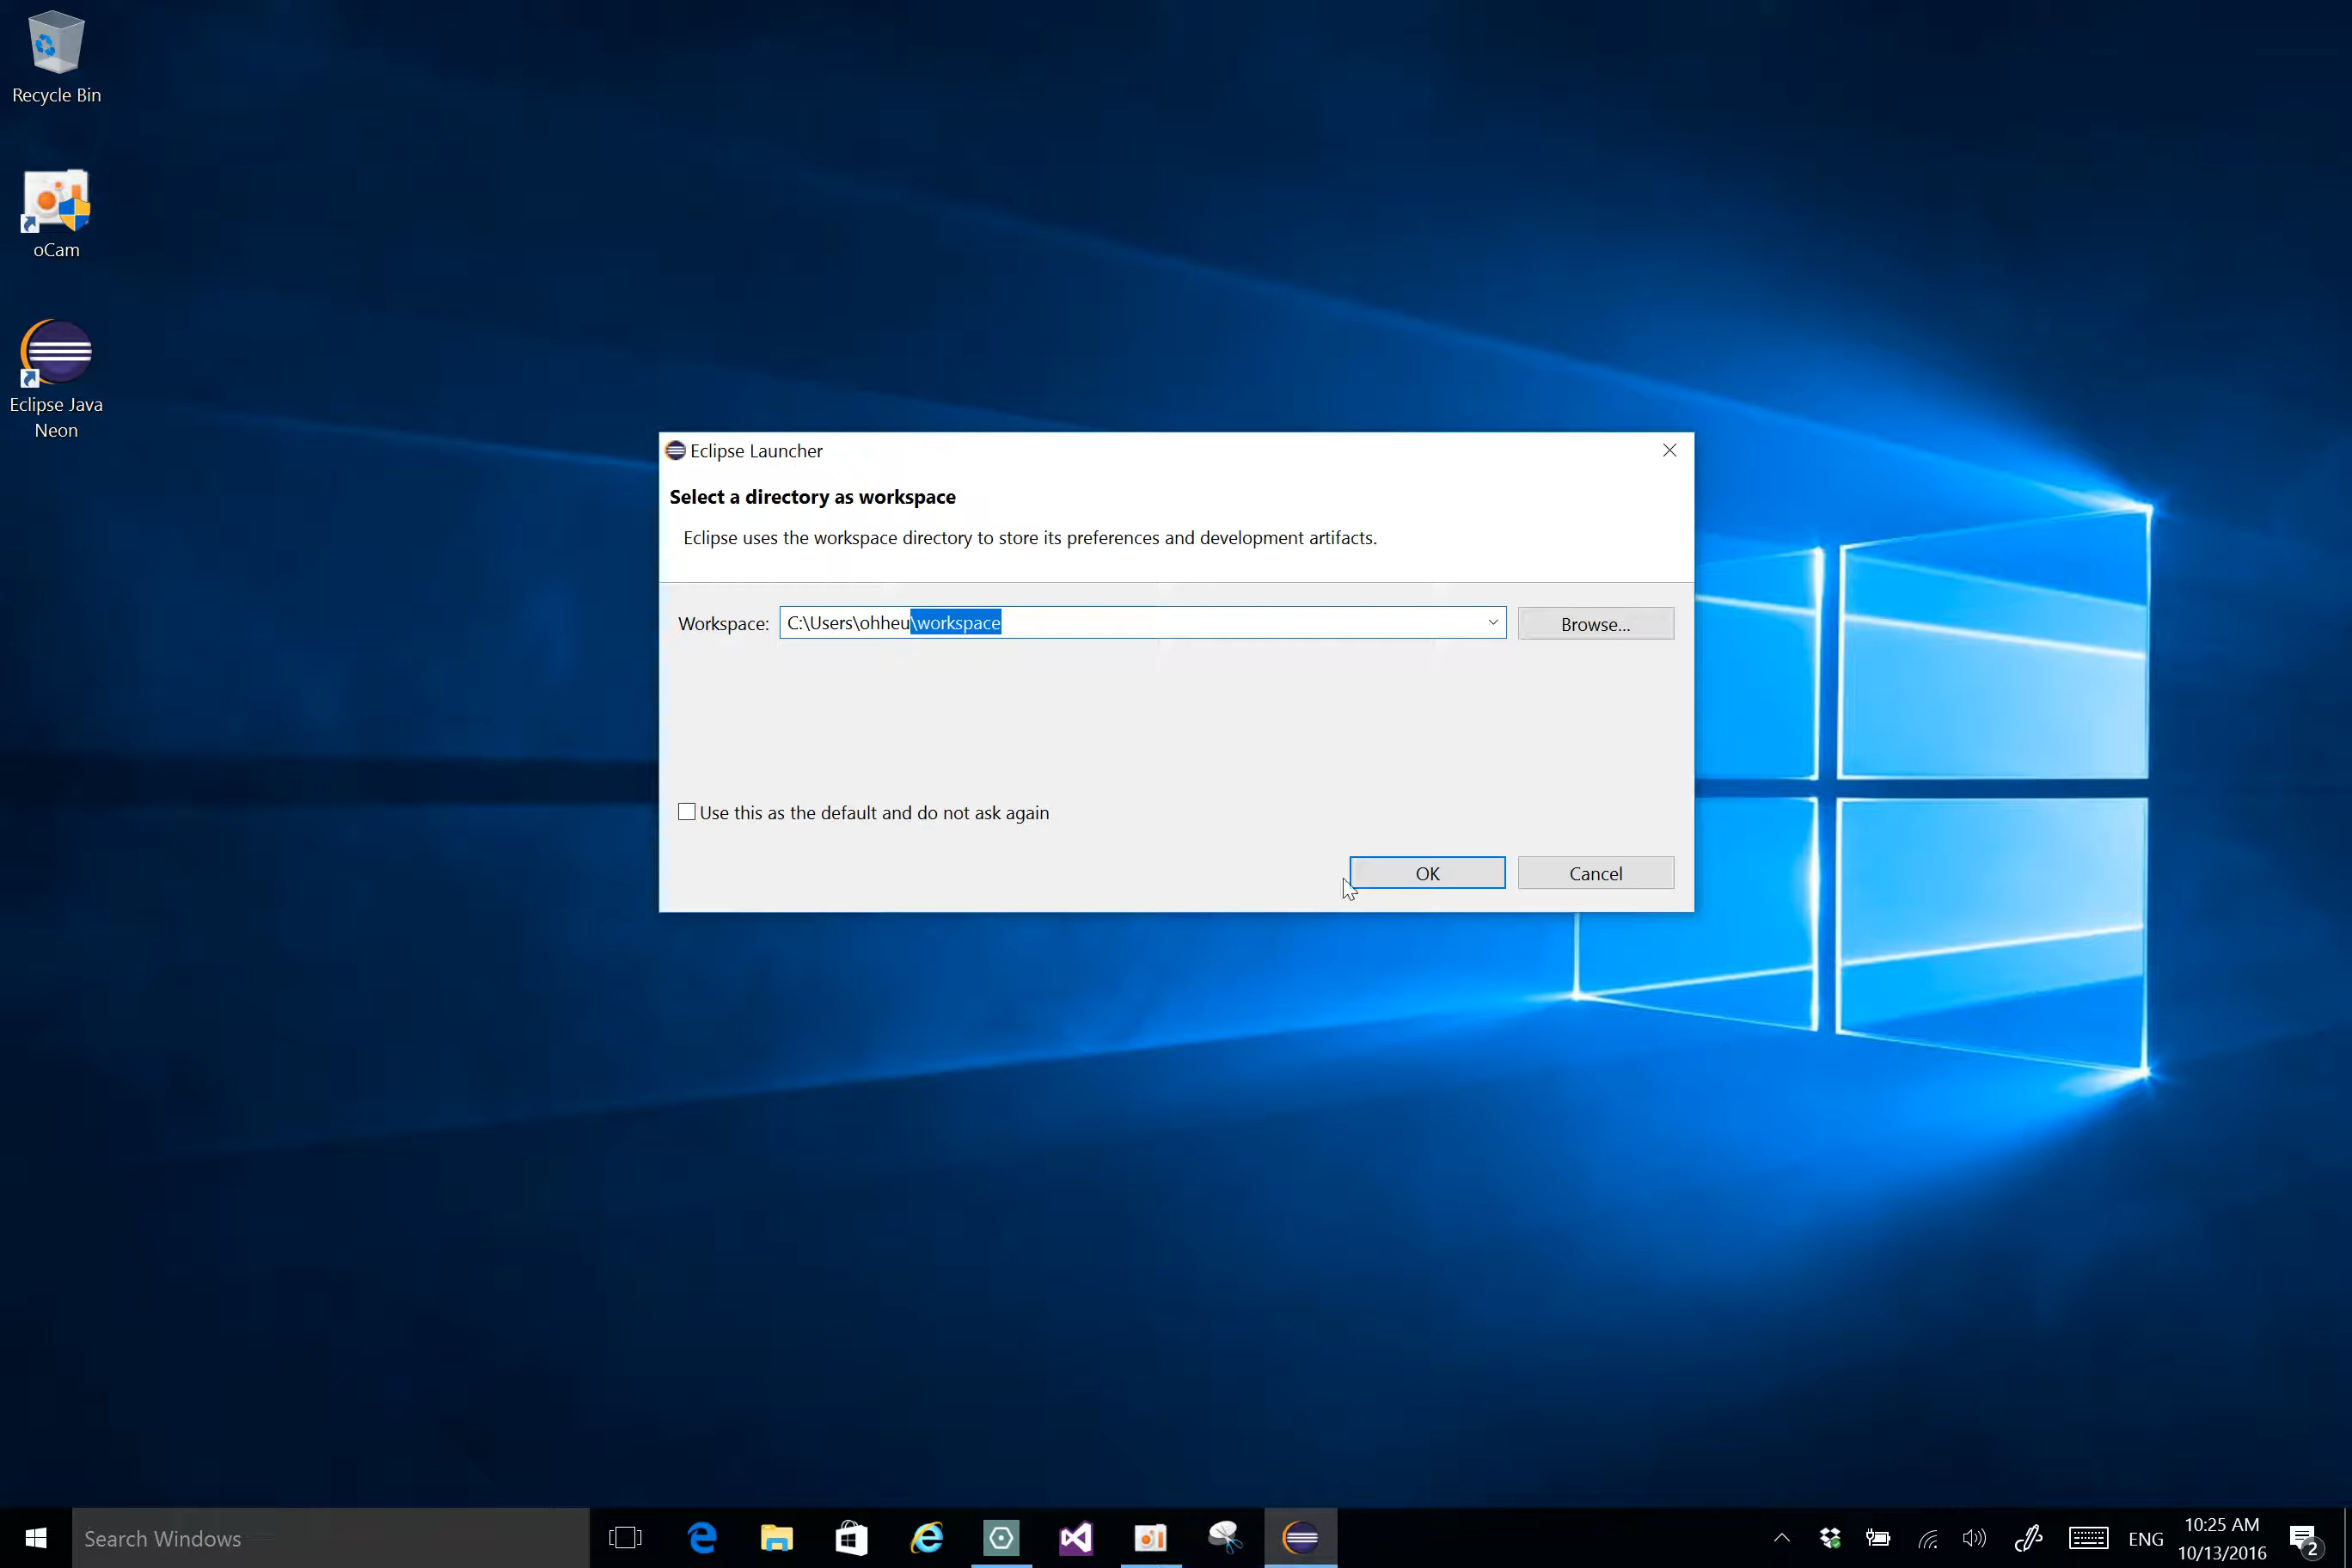 Recycle Bin
oCam
Eclipse Java
Neon
Eclipse Launcher
Select a directory as workspace
Eclipse uses the workspace directory to store its preferences and development artifacts.
Workspace: C:\Users\ohheu\workspace Browse...
Use this as the default and do not ask again
OK Cancel
Search Windows
ENG
10:25 AM
10/13/2016
2